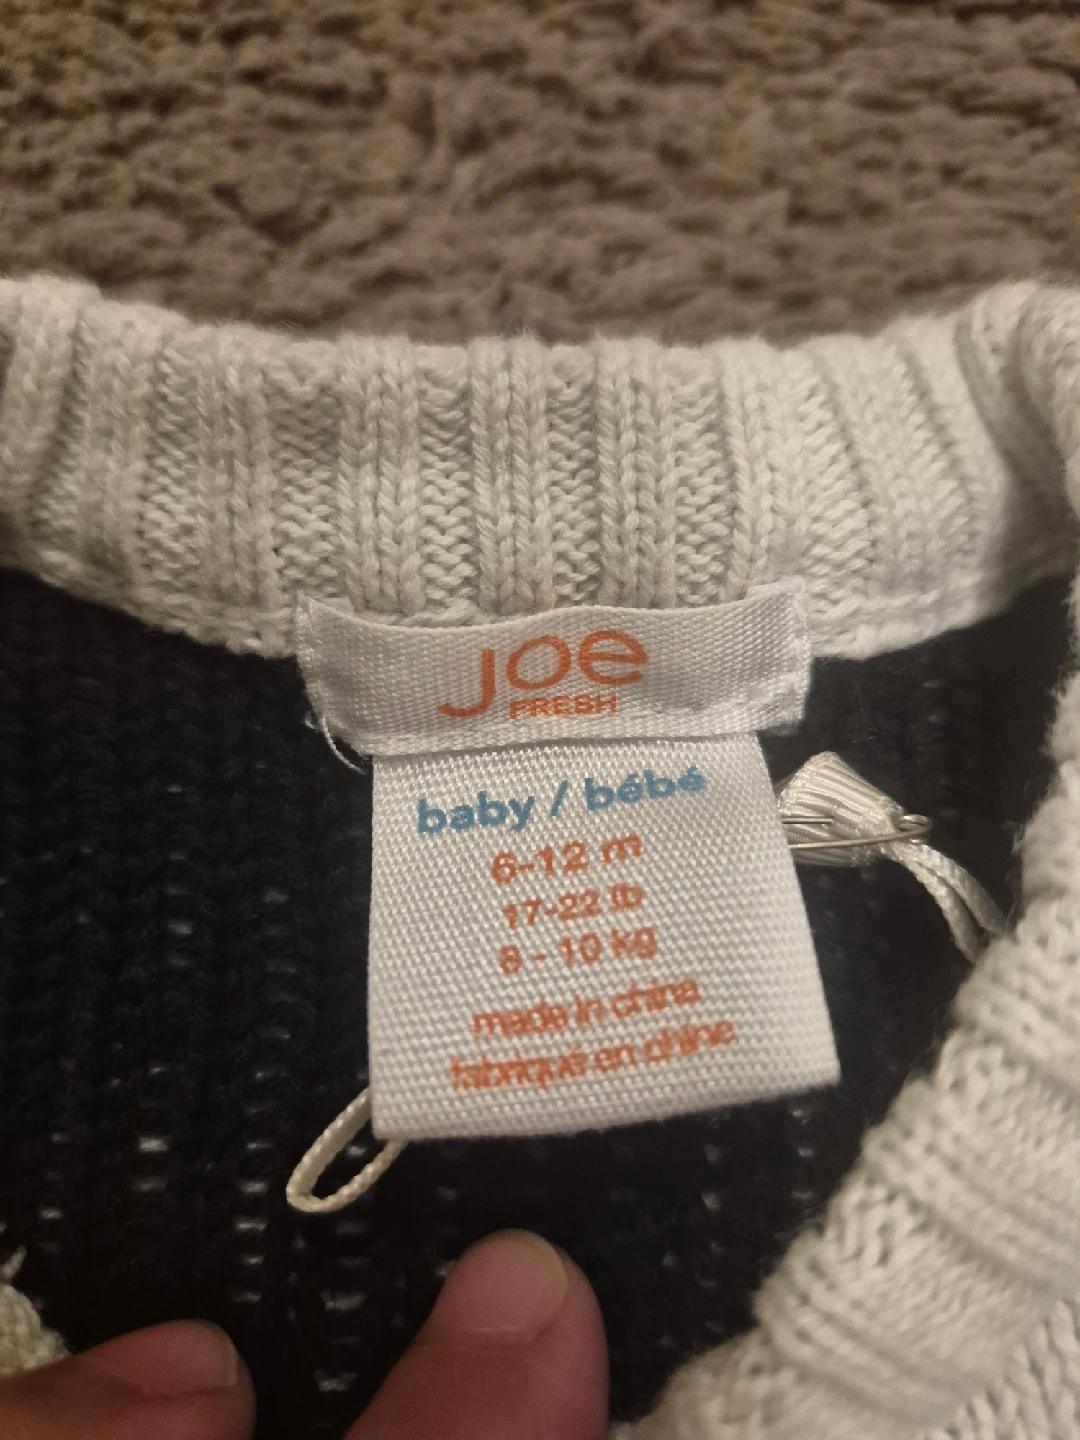 Joe
FRESH
baby / bébé
6-12 m
17-22 lb
8 - 10 kg
made in china
fabriqué en chine